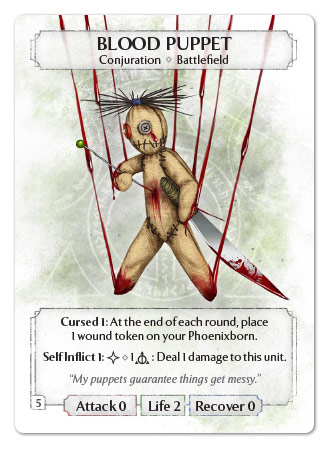 BLOOD PUPPET
Conjuration ⋄ Battlefield
Cursed 1: At the end of each round, place
1 wound token on your Phoenixborn.
Self Inflict 1: ⋄ 1 : Deal 1 damage to this unit.
"My puppets guarantee things get messy."
5
Attack 0 Life 2 Recover 0